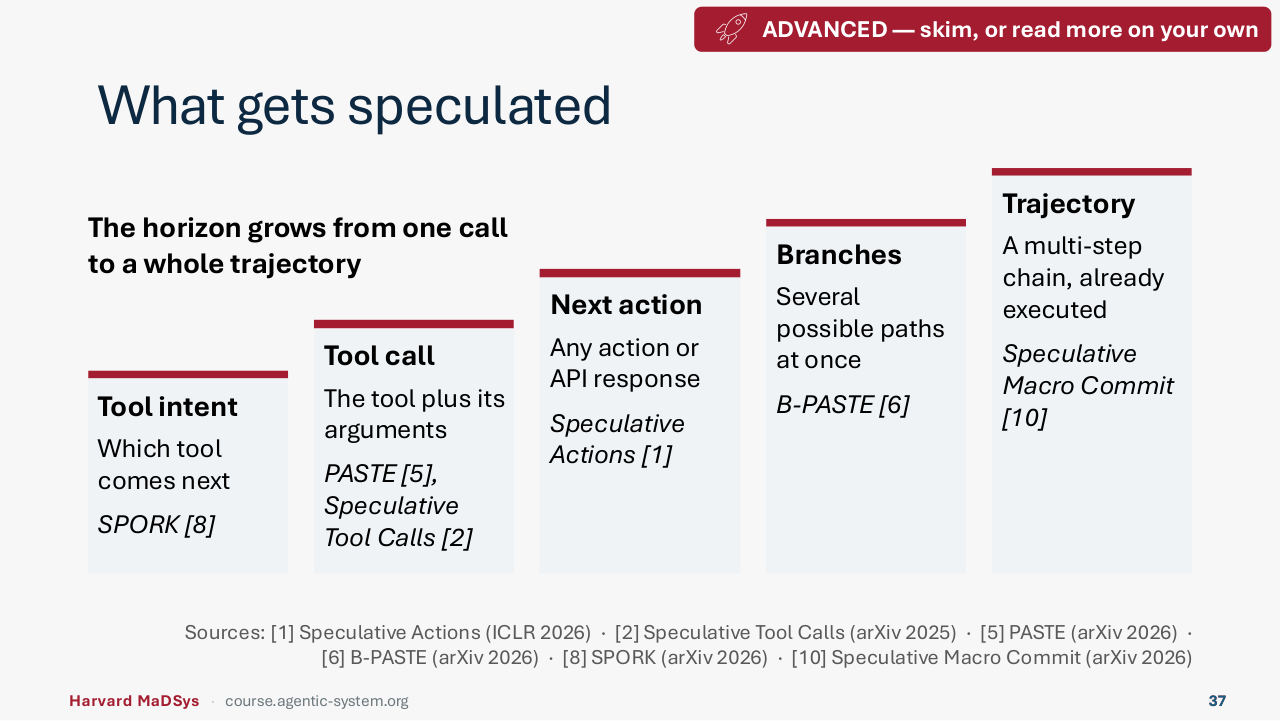 ADVANCED — skim, or read more on your own
What gets speculated
The horizon grows from one call
to a whole trajectory
Tool intent
Which tool
comes next
SPORK [8]
Tool call
The tool plus its
arguments
PASTE [5],
Speculative
Tool Calls [2]
Next action
Any action or
API response
Speculative
Actions [1]
Branches
Several
possible paths
at once
B-PASTE [6]
Trajectory
A multi-step
chain, already
executed
Speculative
Macro Commit
[10]
Sources: [1] Speculative Actions (ICLR 2026) · [2] Speculative Tool Calls (arXiv 2025) · [5] PASTE (arXiv 2026) ·
[6] B-PASTE (arXiv 2026) · [8] SPORK (arXiv 2026) · [10] Speculative Macro Commit (arXiv 2026)
Harvard MaDSys · course.agentic-system.org
37